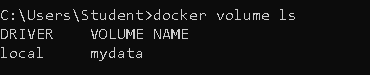 C:\Users\Student>docker volume ls
DRIVER    VOLUME NAME
local     mydata